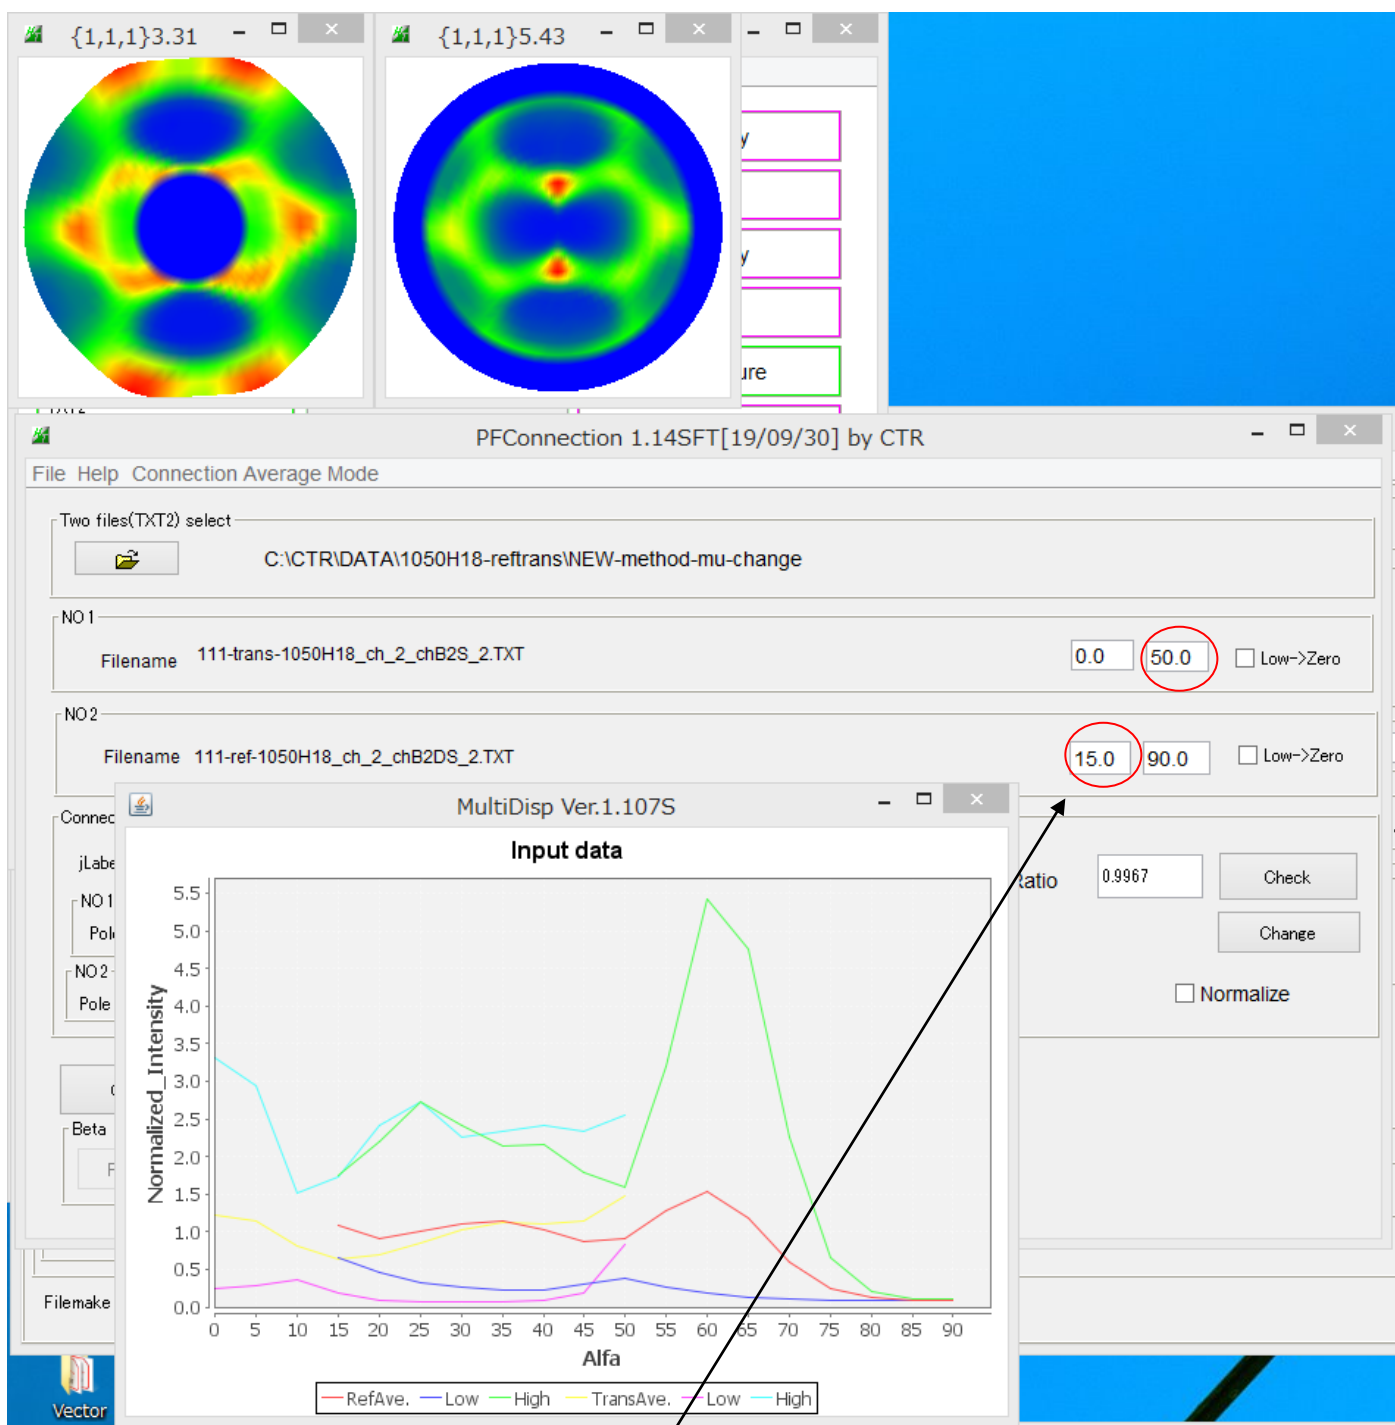 {1,1,1}3.31
{1,1,1}5.43
y
y
ure
PFConnection 1.14SFT[19/09/30] by CTR
File Help Connection Average Mode
Two files(TXT2) select
C:\CTR\DATA\1050H18-reftrans\NEW-method-mu-change
NO1
Filename 111-trans-1050H18_ch_2_chB2S_2.TXT 0.0 50.0 Low->Zero
NO2
Filename 111-ref-1050H18_ch_2_chB2DS_2.TXT 15.0 90.0 Low->Zero
MultiDisp Ver.1.107S
Connec
jLabe
NO1
Pole
NO2
Pole
Ratio 0.9967 Check
Change
Normalize
Beta
Filemake
Input data
Normalized_Intensity
5.5
5.0
4.5
4.0
3.5
3.0
2.5
2.0
1.5
1.0
0.5
0.0
0 5 10 15 20 25 30 35 40 45 50 55 60 65 70 75 80 85 90
Alfa
RefAve. Low High TransAve. Low High
Vector